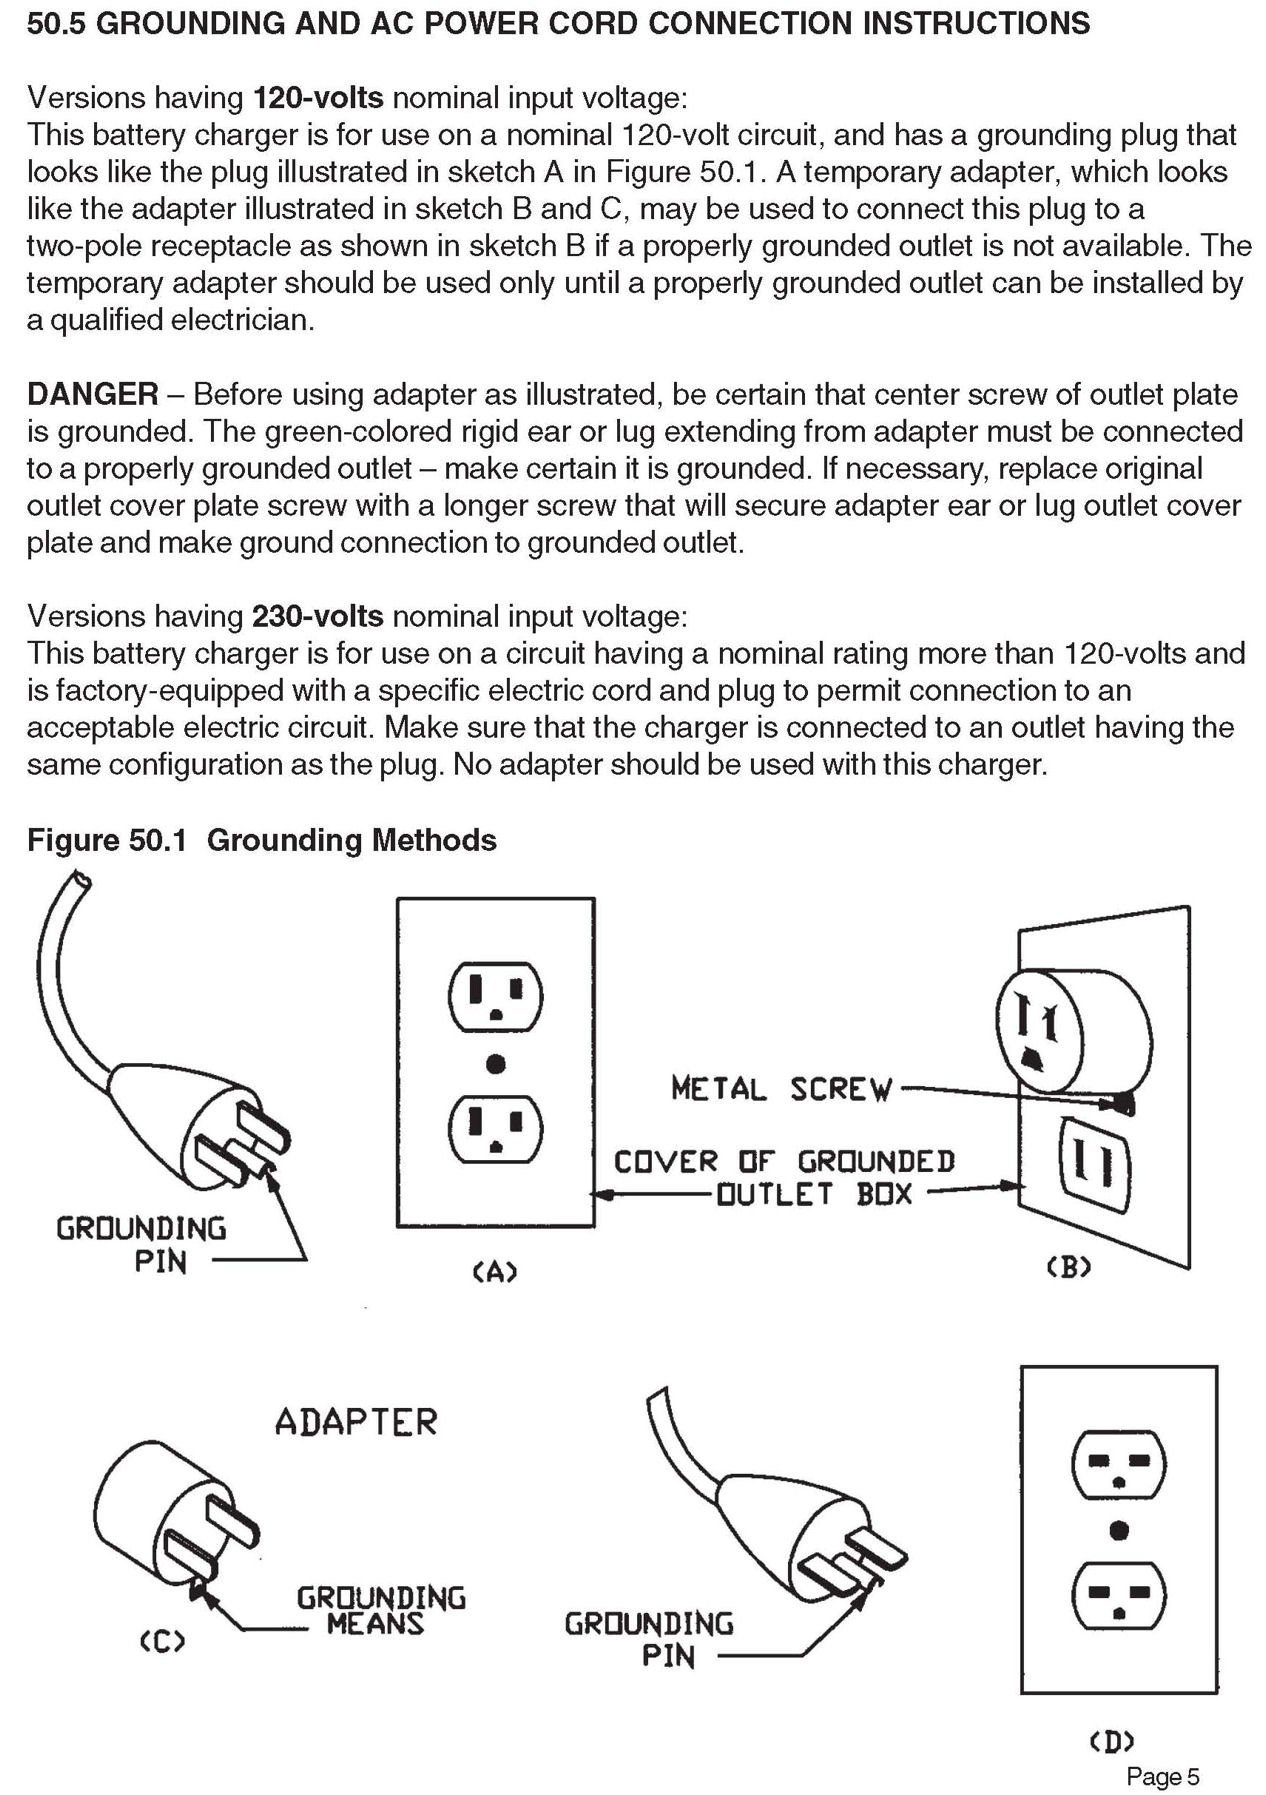 50.5 GROUNDING AND AC POWER CORD CONNECTION INSTRUCTIONS
Versions having 120-volts nominal input voltage:
This battery charger is for use on a nominal 120-volt circuit, and has a grounding plug that
looks like the plug illustrated in sketch A in Figure 50.1. A temporary adapter, which looks
like the adapter illustrated in sketch B and C, may be used to connect this plug to a
two-pole receptacle as shown in sketch B if a properly grounded outlet is not available. The
temporary adapter should be used only until a properly grounded outlet can be installed by
a qualified electrician.
DANGER – Before using adapter as illustrated, be certain that center screw of outlet plate
is grounded. The green-colored rigid ear or lug extending from adapter must be connected
to a properly grounded outlet – make certain it is grounded. If necessary, replace original
outlet cover plate screw with a longer screw that will secure adapter ear or lug outlet cover
plate and make ground connection to grounded outlet.
Versions having 230-volts nominal input voltage:
This battery charger is for use on a circuit having a nominal rating more than 120-volts and
is factory-equipped with a specific electric cord and plug to permit connection to an
acceptable electric circuit. Make sure that the charger is connected to an outlet having the
same configuration as the plug. No adapter should be used with this charger.
Figure 50.1 Grounding Methods
METAL SCREW
COVER OF GROUNDED
OUTLET BOX
GROUNDING
PIN
(A)
(B)
ADAPTER
GROUNDING
MEANS
(C)
GROUNDING
PIN
(D)
Page 5